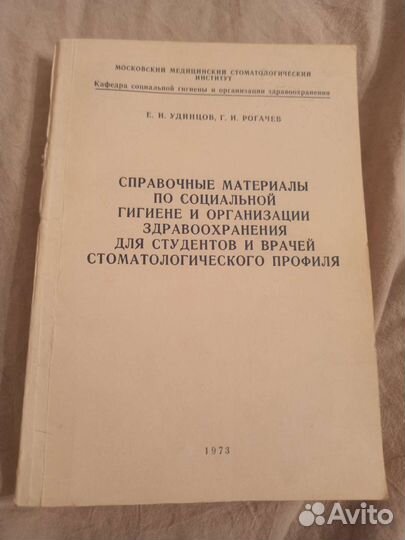 МОСКОВСКИЙ МЕДИЦИНСКИЙ СТОМАТОЛОГИЧЕСКИЙ
ИНСТИТУТ
Кафедра социальной гигиены и организации здравоохранения
Е. И. УДИНЦОВ, Г. И. РОГАЧЕВ
СПРАВОЧНЫЕ МАТЕРИАЛЫ
ПО СОЦИАЛЬНОЙ
ГИГИЕНЕ И ОРГАНИЗАЦИИ
ЗДРАВООХРАНЕНИЯ
ДЛЯ СТУДЕНТОВ И ВРАЧЕЙ
СТОМАТОЛОГИЧЕСКОГО ПРОФИЛЯ
1973
Avito